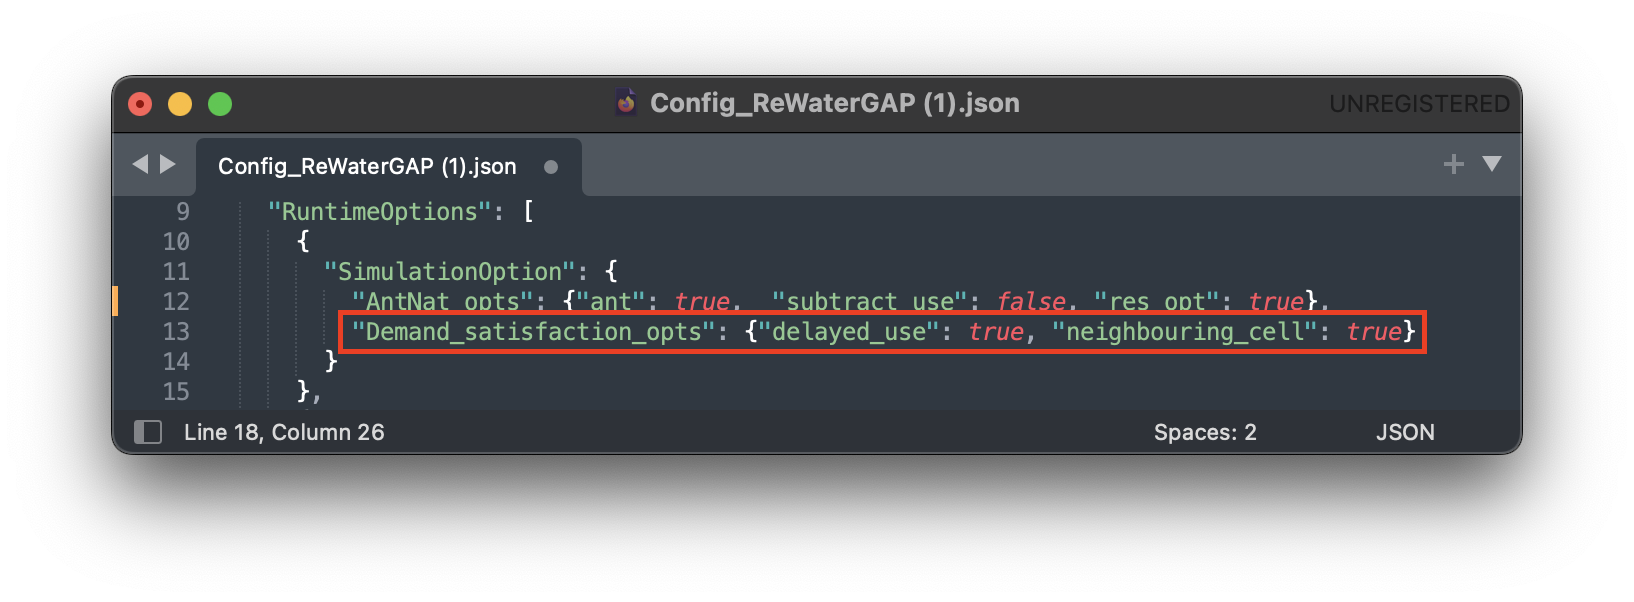 Config_ReWaterGAP (1).json
UNREGISTERED
Config_ReWaterGAP (1).json
9 "RuntimeOptions": [
10 {
11 "SimulationOption": {
12 "AntNat_opts": {"ant": true, "subtract_use": false, "res_opt": true},
13 "Demand_satisfaction_opts": {"delayed_use": true, "neighbouring_cell": true}
14 }
15 },
Line 18, Column 26
Spaces: 2
JSON